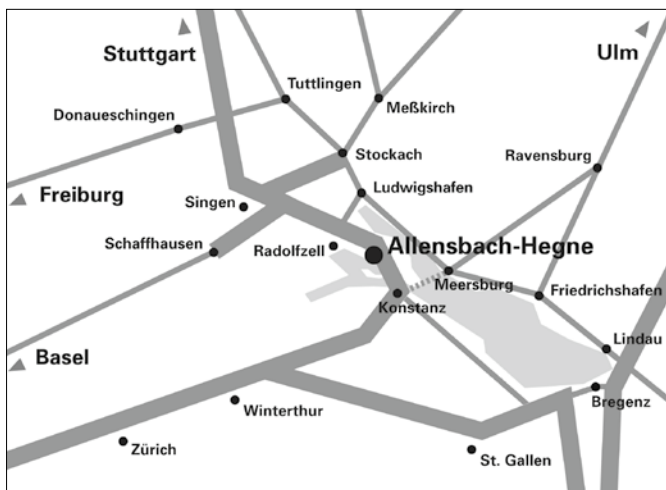 Stuttgart
Ulm
Tuttlingen
Meßkirch
Donaueschingen
Stockach
Ravensburg
Freiburg
Ludwigshafen
Singen
Schaffhausen
Radolfzell
Allensbach-Hegne
Meersburg
Friedrichshafen
Konstanz
Lindau
Basel
Bregenz
Winterthur
Zürich
St. Gallen